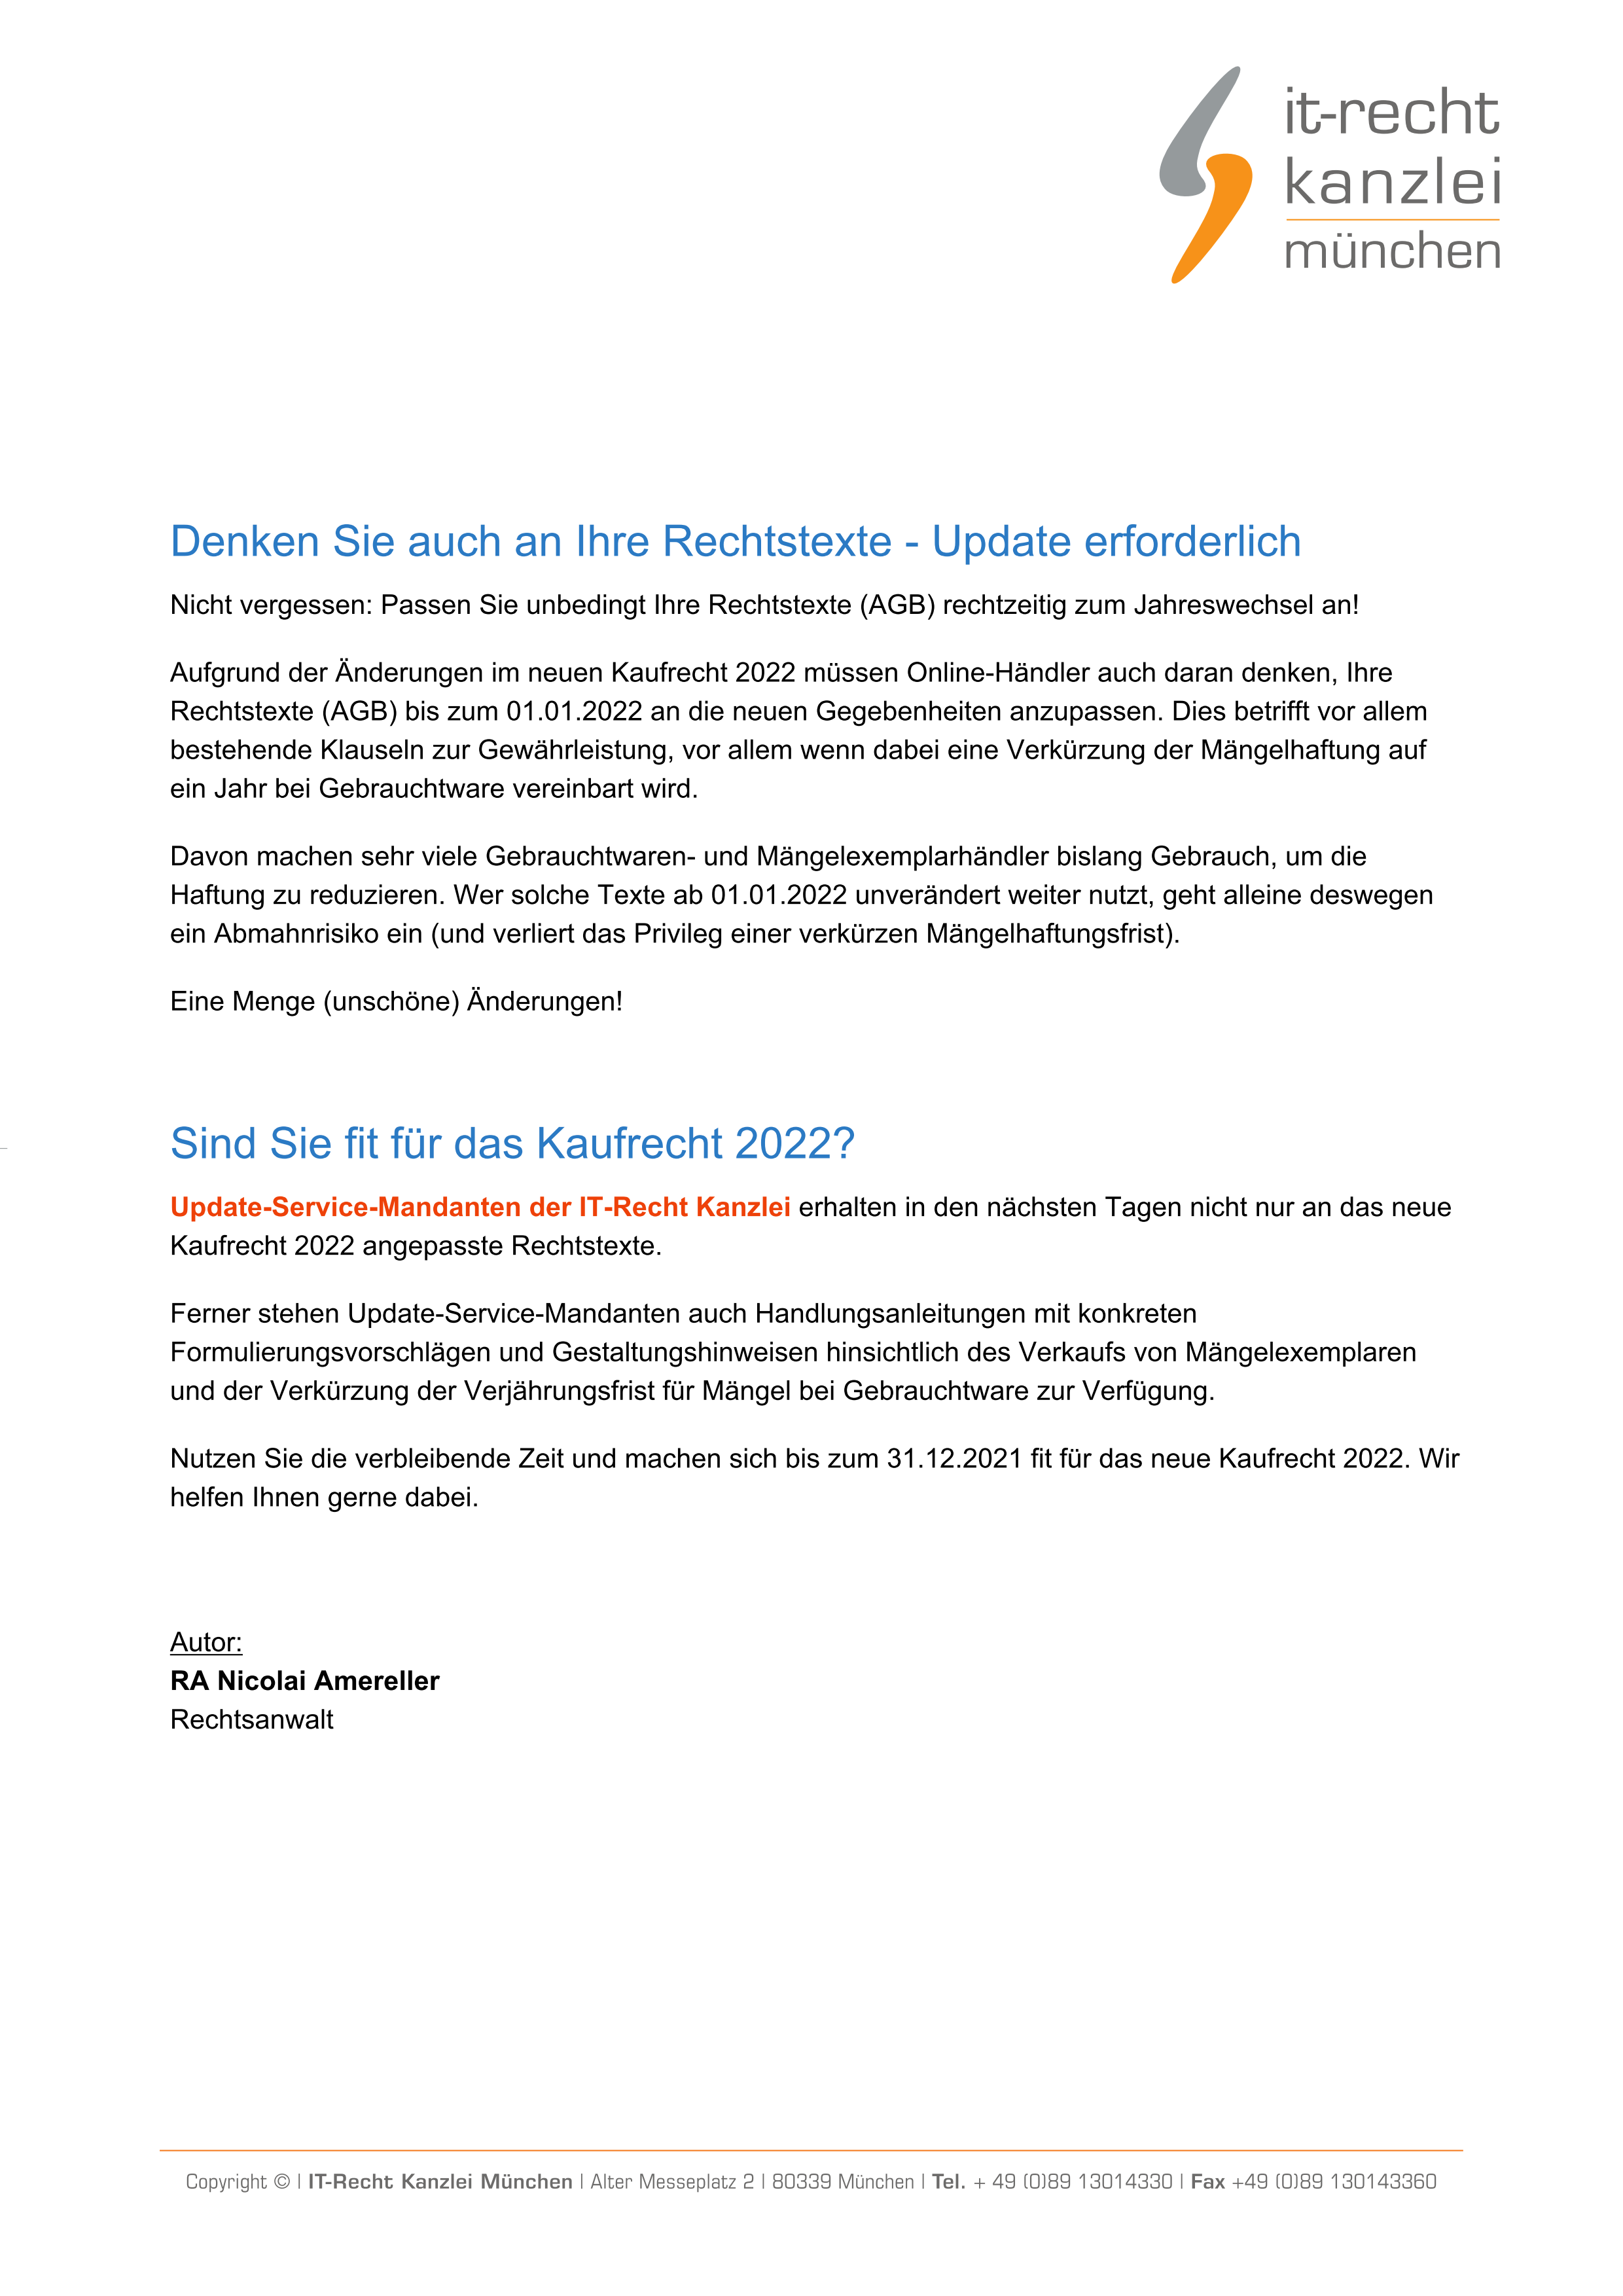 it-recht
kanzlei
münchen
Denken Sie auch an Ihre Rechtstexte - Update erforderlich
Nicht vergessen: Passen Sie unbedingt Ihre Rechtstexte (AGB) rechtzeitig zum Jahreswechsel an!
Aufgrund der Änderungen im neuen Kaufrecht 2022 müssen Online-Händler auch daran denken, Ihre
Rechtstexte (AGB) bis zum 01.01.2022 an die neuen Gegebenheiten anzupassen. Dies betrifft vor allem
bestehende Klauseln zur Gewährleistung, vor allem wenn dabei eine Verkürzung der Mängelhaftung auf
ein Jahr bei Gebrauchtware vereinbart wird.
Davon machen sehr viele Gebrauchtwaren- und Mängelexemplarhändler bislang Gebrauch, um die
Haftung zu reduzieren. Wer solche Texte ab 01.01.2022 unverändert weiter nutzt, geht alleine deswegen
ein Abmahnrisiko ein (und verliert das Privileg einer verkürzen Mängelhaftungsfrist).
Eine Menge (unschöne) Änderungen!
Sind Sie fit für das Kaufrecht 2022?
Update-Service-Mandanten der IT-Recht Kanzlei erhalten in den nächsten Tagen nicht nur an das neue
Kaufrecht 2022 angepasste Rechtstexte.
Ferner stehen Update-Service-Mandanten auch Handlungsanleitungen mit konkreten
Formulierungsvorschlägen und Gestaltungshinweisen hinsichtlich des Verkaufs von Mängelexemplaren
und der Verkürzung der Verjährungsfrist für Mängel bei Gebrauchtware zur Verfügung.
Nutzen Sie die verbleibende Zeit und machen sich bis zum 31.12.2021 fit für das neue Kaufrecht 2022. Wir
helfen Ihnen gerne dabei.
Autor:
RA Nicolai Amereller
Rechtsanwalt
Copyright © | IT-Recht Kanzlei München | Alter Messeplatz 2 | 80339 München | Tel. + 49 (0)89 13014330 | Fax +49 (0)89 130143360